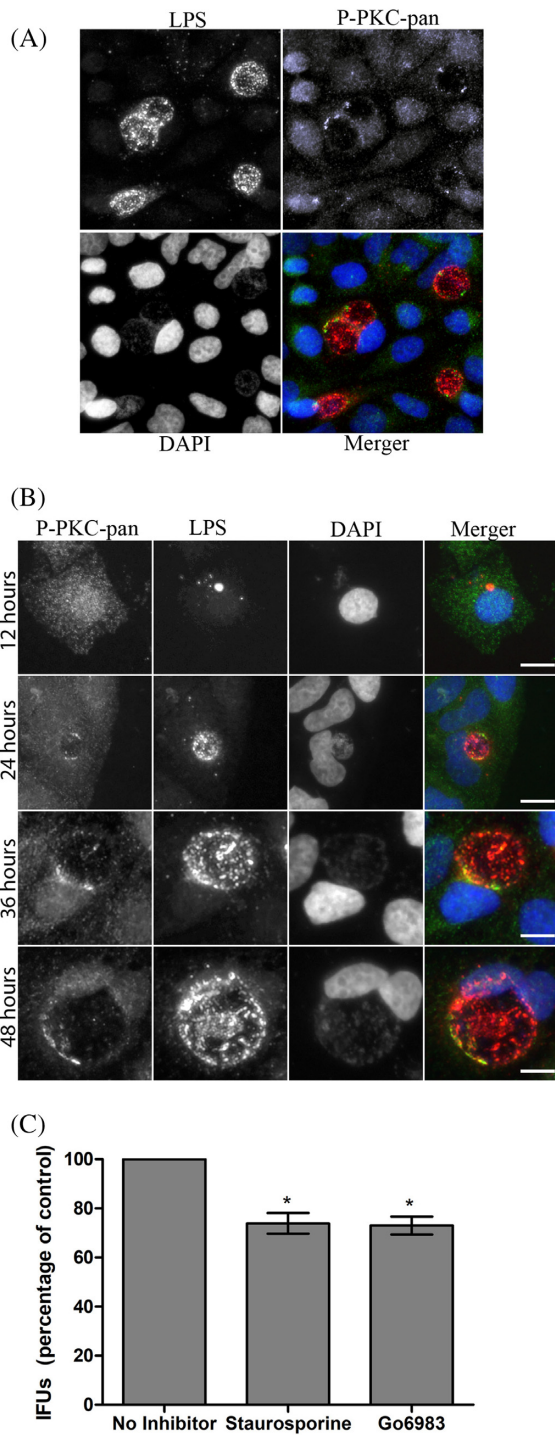 (A)
LPS P-PKC-pan
DAPI Merger
(B)
P-PKC-pan LPS DAPI Merger
12 hours
24 hours
36 hours
48 hours
(C)
IFUs (percentage of control)
100
80
60
40
20
0
* *
No Inhibitor Staurosporine Go6983